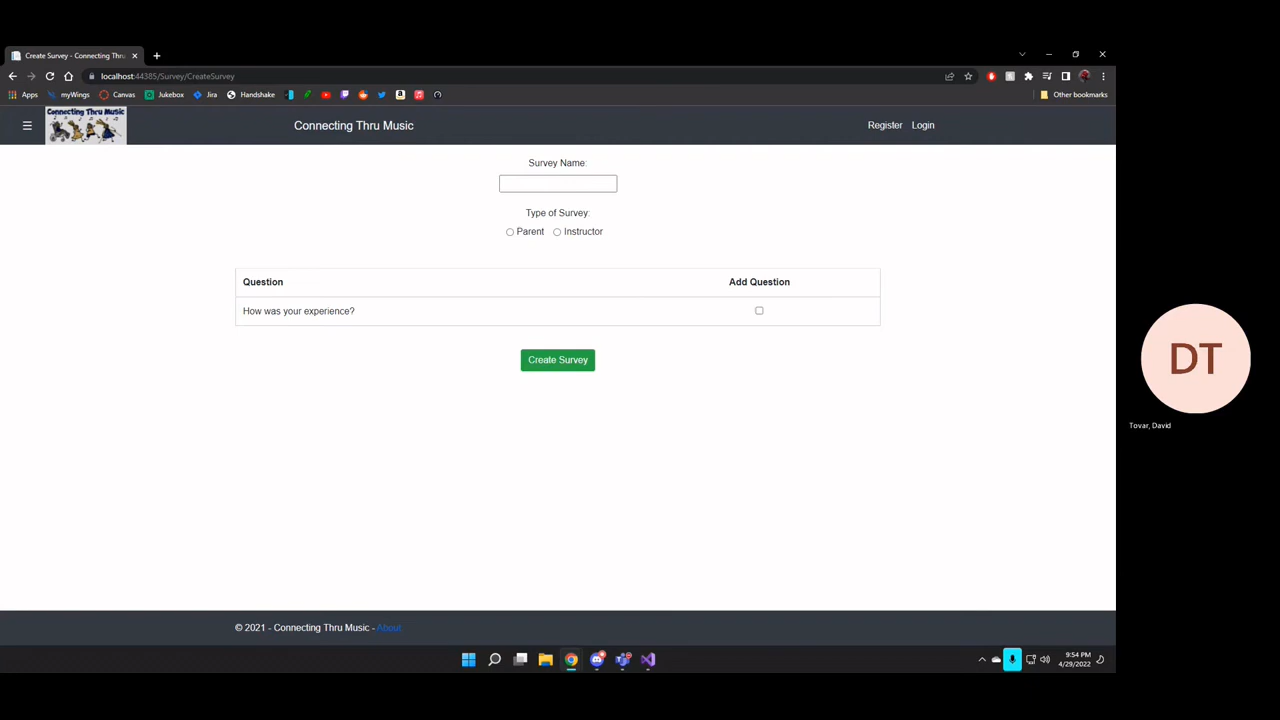 Create Survey - Connecting Thru
localhost:44385/Survey/CreateSurvey
Apps myWings Canvas Jukebox Jira Handshake Other bookmarks
Connecting Thru Music
Connecting Thru Music Register Login
Survey Name:
Type of Survey:
Parent Instructor
Question Add Question
How was your experience?
Create Survey
DT
Tovar, David
© 2021 - Connecting Thru Music - About
9:54 PM
4/29/2022